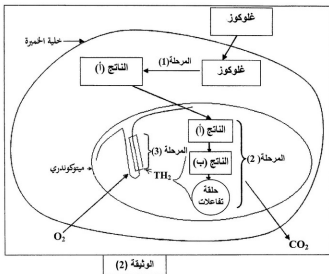 غلوكوز
خلية الخميرة
المرحلة(1)
الناتج (أ)
غلوكوز
الناتج (أ)
المرحلة (3)
المرحلة (2)
الناتج (ب)
ميتوكوندري
TH₂
حلقة
تفاعلات
O₂
CO₂
الوثيقة (2)